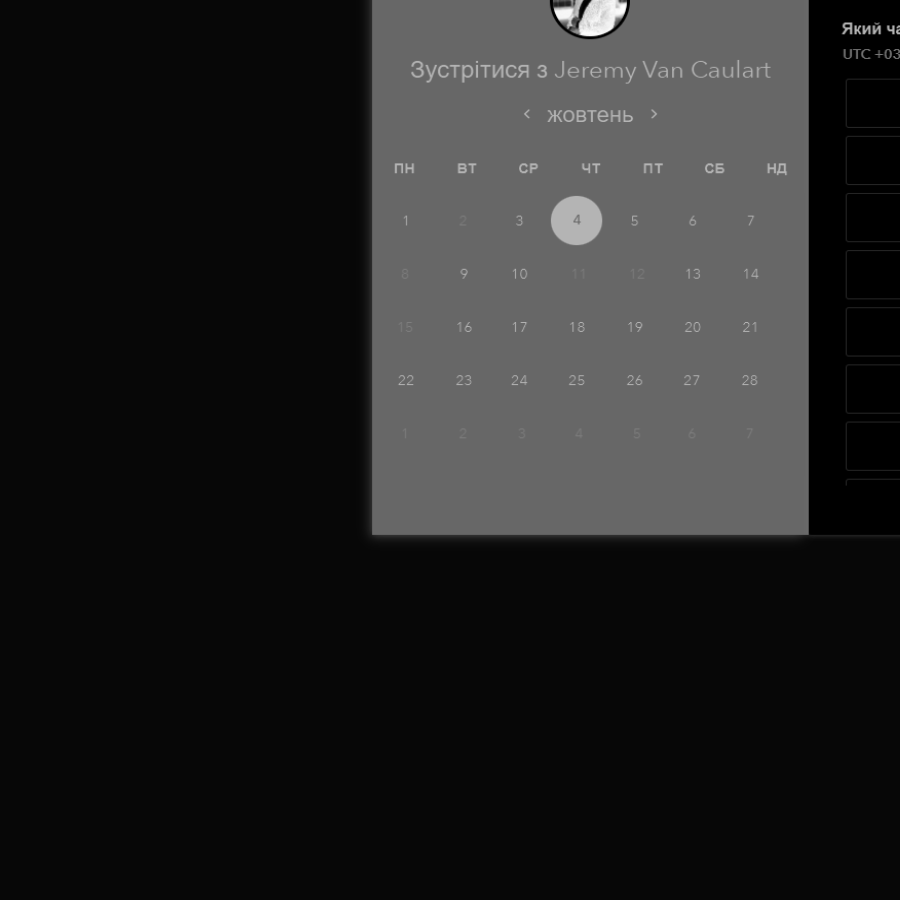 Зустрітися з Jeremy Van Caulart
жовтень
ПН ВТ СР ЧТ ПТ СБ НД
1 2 3 4 5 6 7
8 9 10 11 12 13 14
15 16 17 18 19 20 21
22 23 24 25 26 27 28
1 2 3 4 5 6 7
Який ча
UTC +03